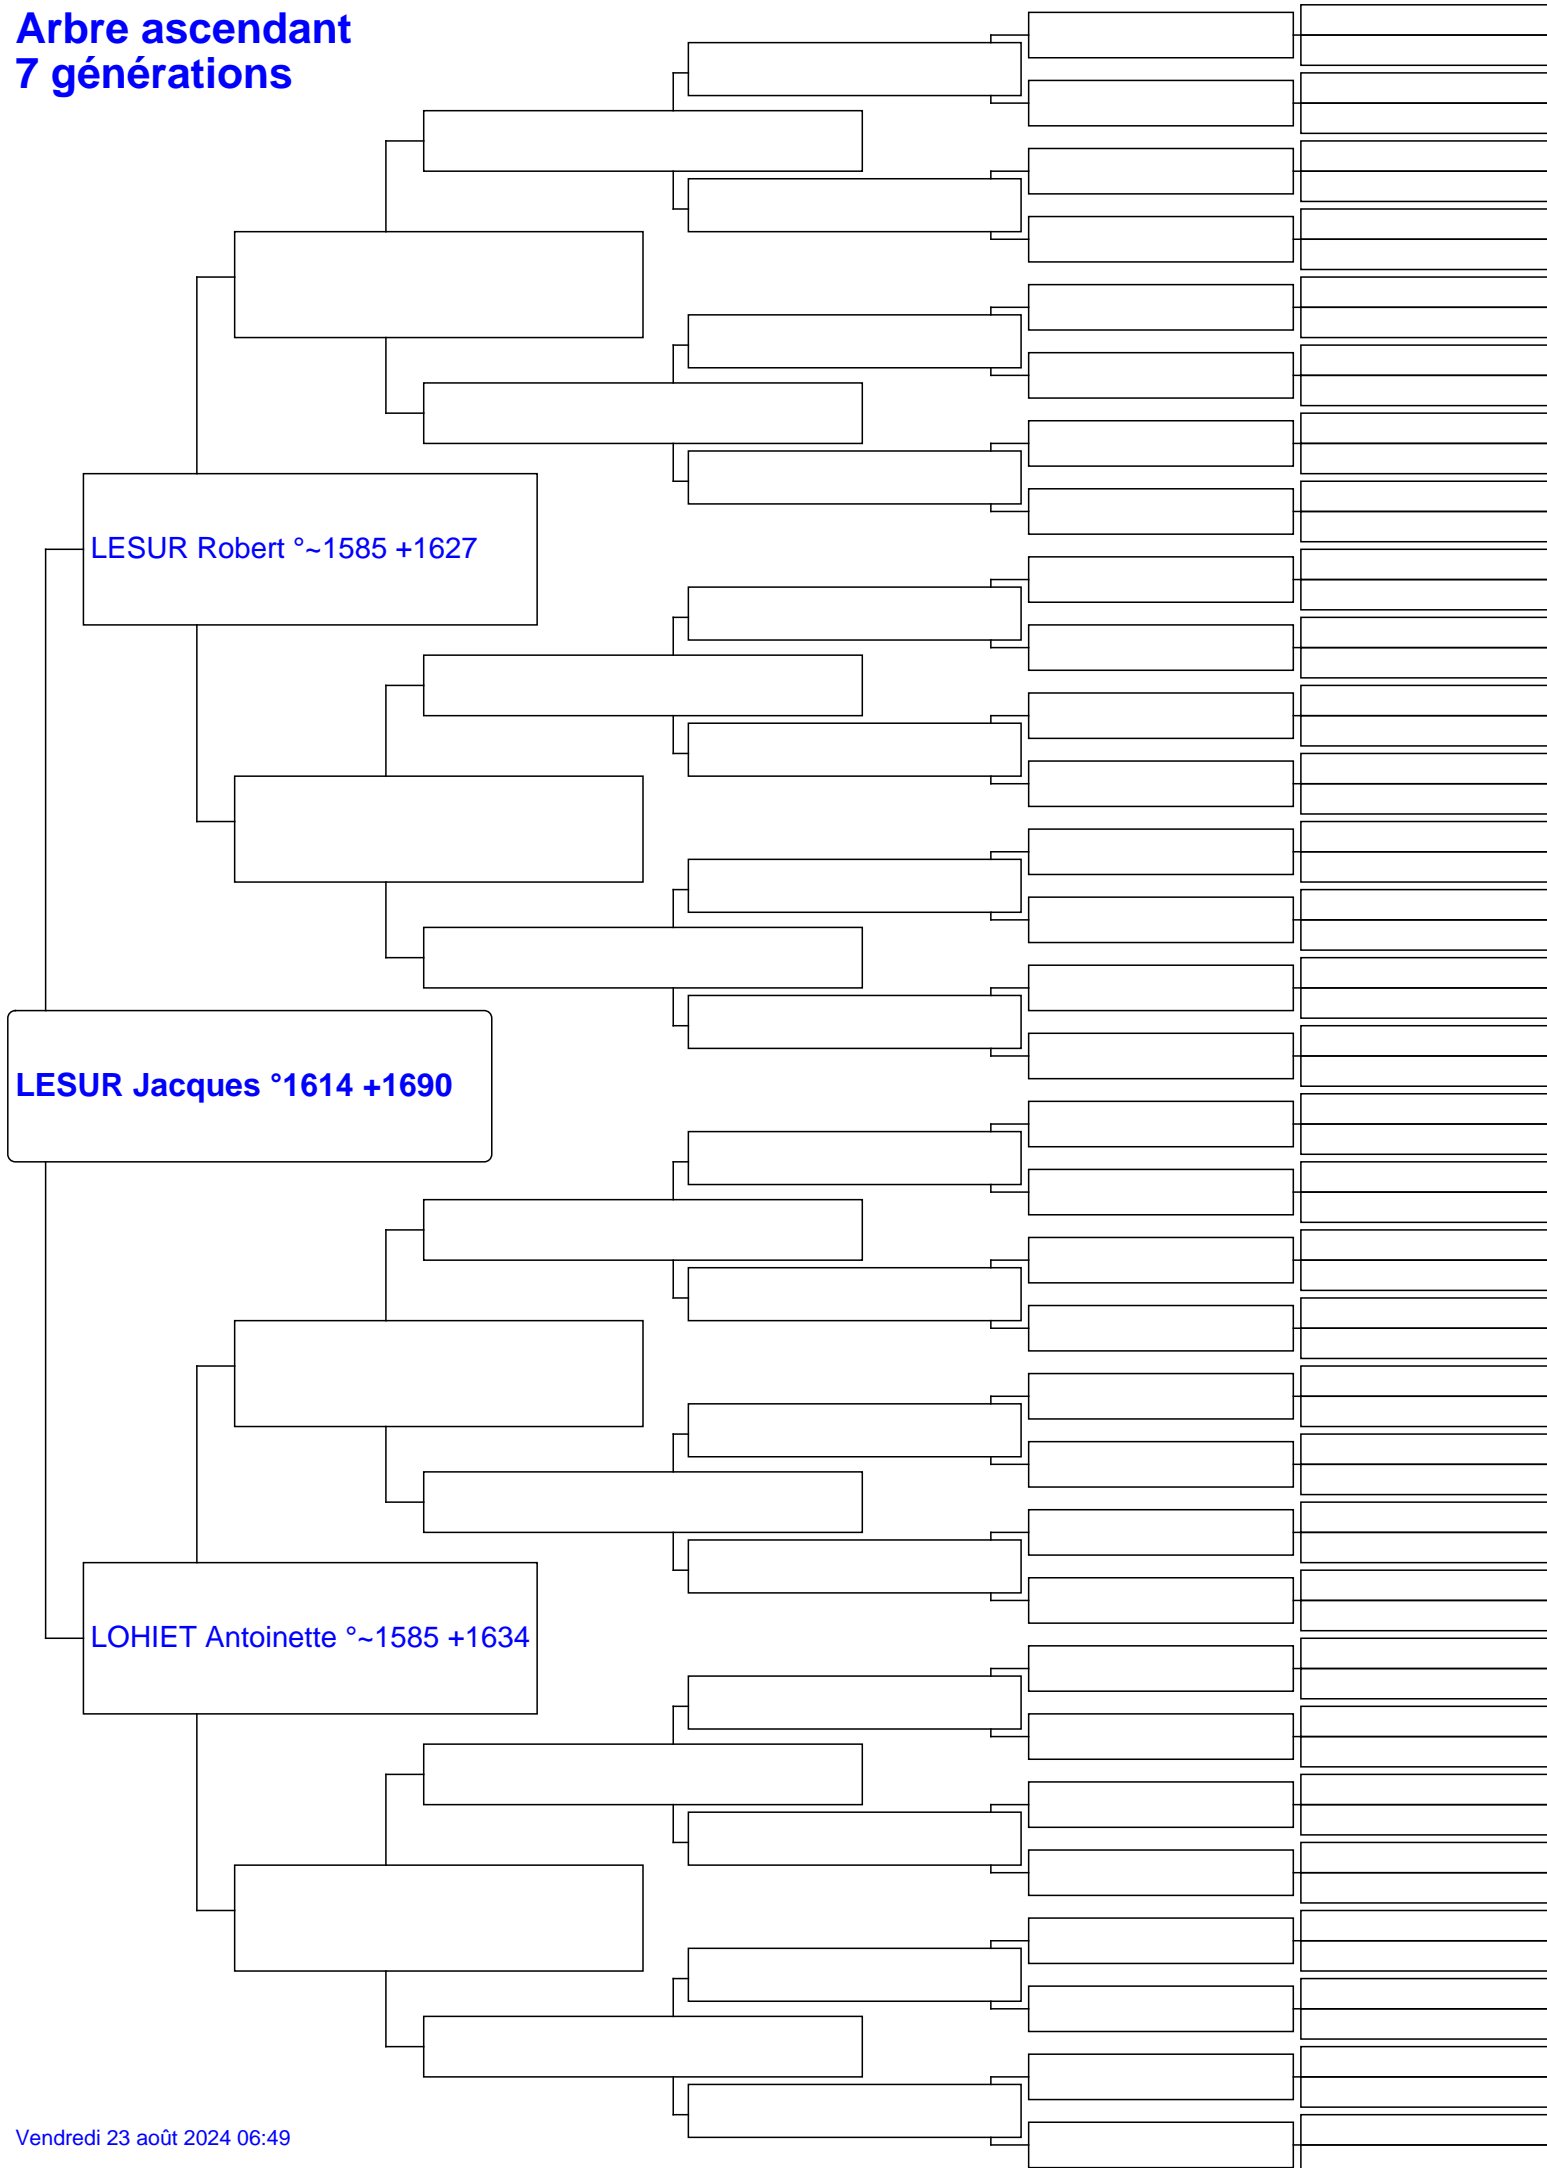 Arbre ascendant
7 générations
LESUR Robert °~1585 +1627
LESUR Jacques °1614 +1690
LOHIET Antoinette °~1585 +1634
Vendredi 23 août 2024 06:49